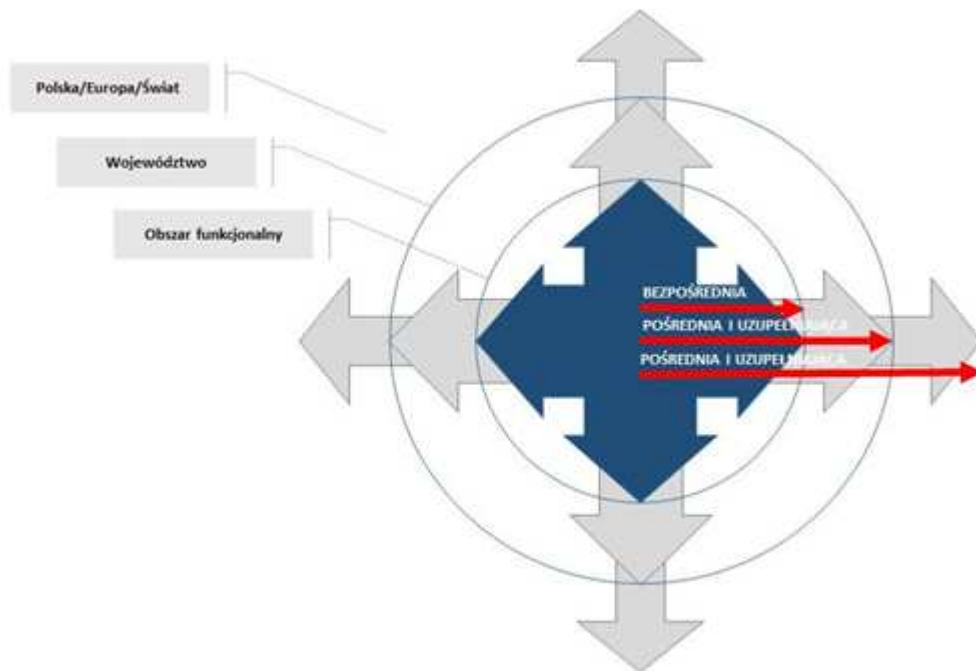 Polska/Europa/Świat
Województwo
Obszar funkcjonalny
BEZPOŚREDNIA
POŚREDNIA I UZUPEŁNIAJĄCA
POŚREDNIA I UZUPEŁNIAJĄCA